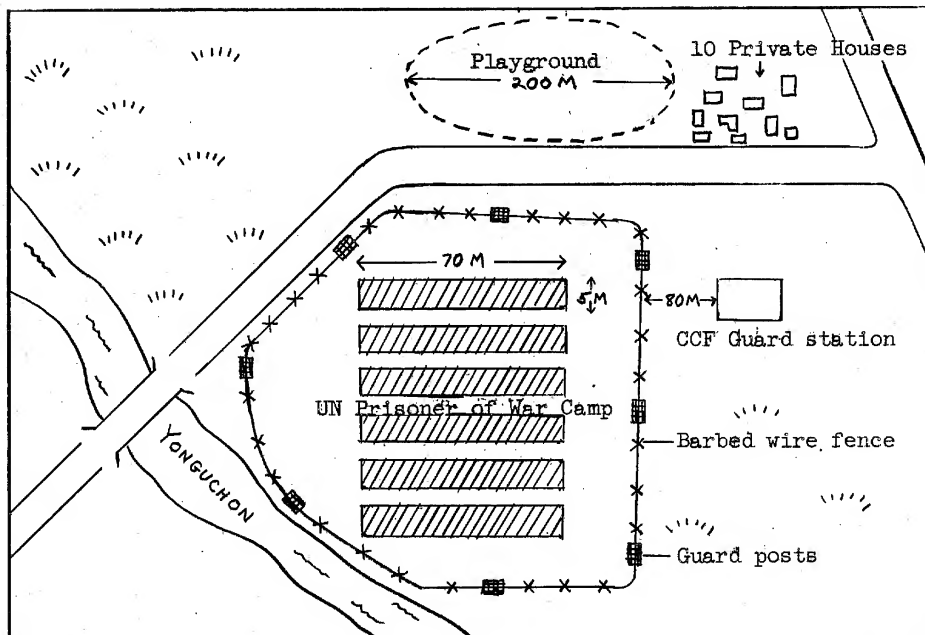 10 Private Houses
Playground
200 M
70 M
5 M
80M
CCF Guard station
UN Prisoner of War Camp
Barbed wire fence
YONGUCHON
Guard posts